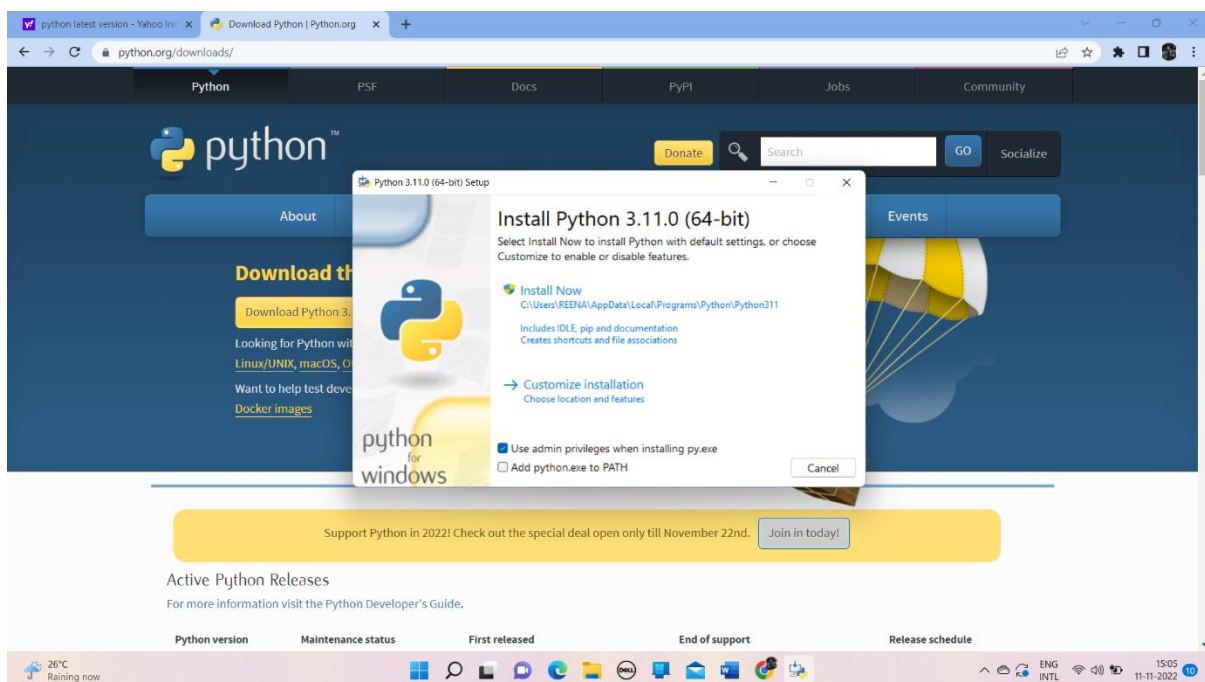 python latest version - Yahoo Inc
Download Python | Python.org
python.org/downloads/
Python
PSF
Docs
PyPI
Jobs
Community
python™
Donate
Search
GO
Socialize
About
Events
Python 3.11.0 (64-bit) Setup
Install Python 3.11.0 (64-bit)
Select Install Now to install Python with default settings, or choose
Customize to enable or disable features.
Install Now
C:\Users\REENA\AppData\Local\Programs\Python\Python311
Includes IDLE, pip and documentation
Creates shortcuts and file associations
Customize installation
Choose location and features
Use admin privileges when installing py.exe
Add python.exe to PATH
Cancel
python
for
windows
Download th
Download Python 3.
Looking for Python wit
Linux/UNIX, macOS, O
Want to help test deve
Docker images
Support Python in 2022! Check out the special deal open only till November 22nd.
Join in today!
Active Python Releases
For more information visit the Python Developer's Guide.
Python version
Maintenance status
First released
End of support
Release schedule
26°C
Raining now
DELL
W
ENG
INTL
15:05
11-11-2022
10